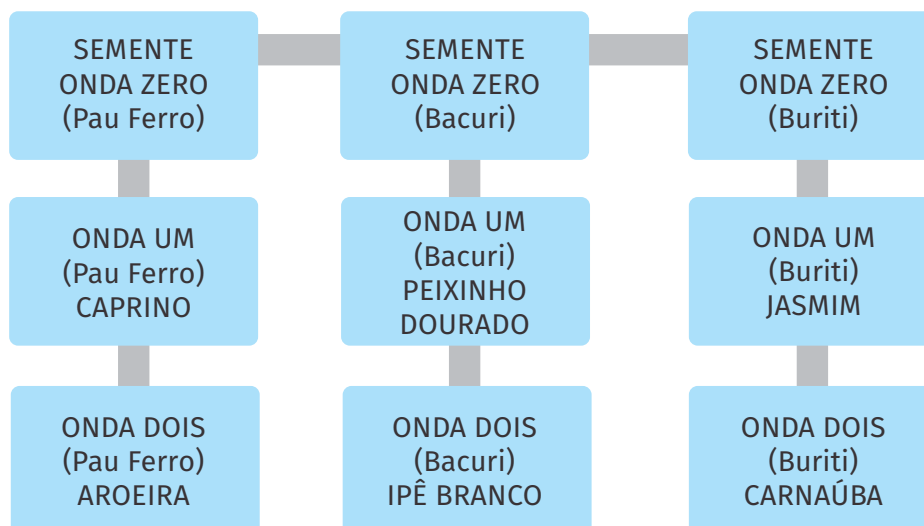 SEMENTE
ONDA ZERO
(Pau Ferro)
SEMENTE
ONDA ZERO
(Bacuri)
SEMENTE
ONDA ZERO
(Buriti)
ONDA UM
(Pau Ferro)
CAPRINO
ONDA UM
(Bacuri)
PEIXINHO
DOURADO
ONDA UM
(Buriti)
JASMIM
ONDA DOIS
(Pau Ferro)
AROEIRA
ONDA DOIS
(Bacuri)
IPÊ BRANCO
ONDA DOIS
(Buriti)
CARNAÚBA